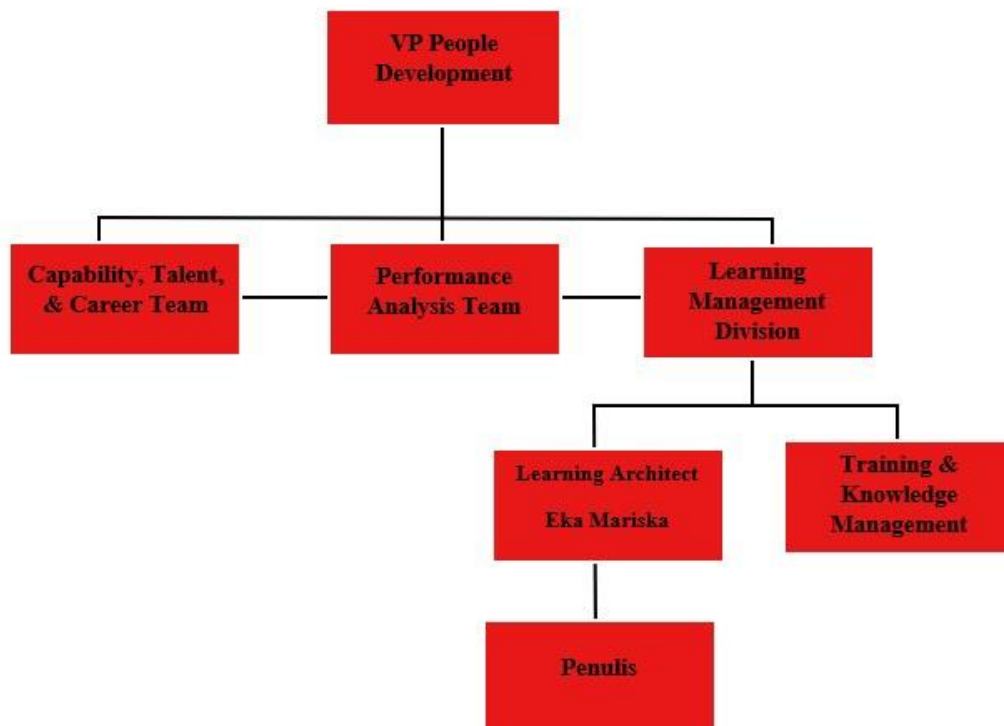 VP People
Development
Capability, Talent,
& Career Team
Performance
Analysis Team
Learning
Management
Division
Learning Architect
Eka Mariska
Training &
Knowledge
Management
Penulis